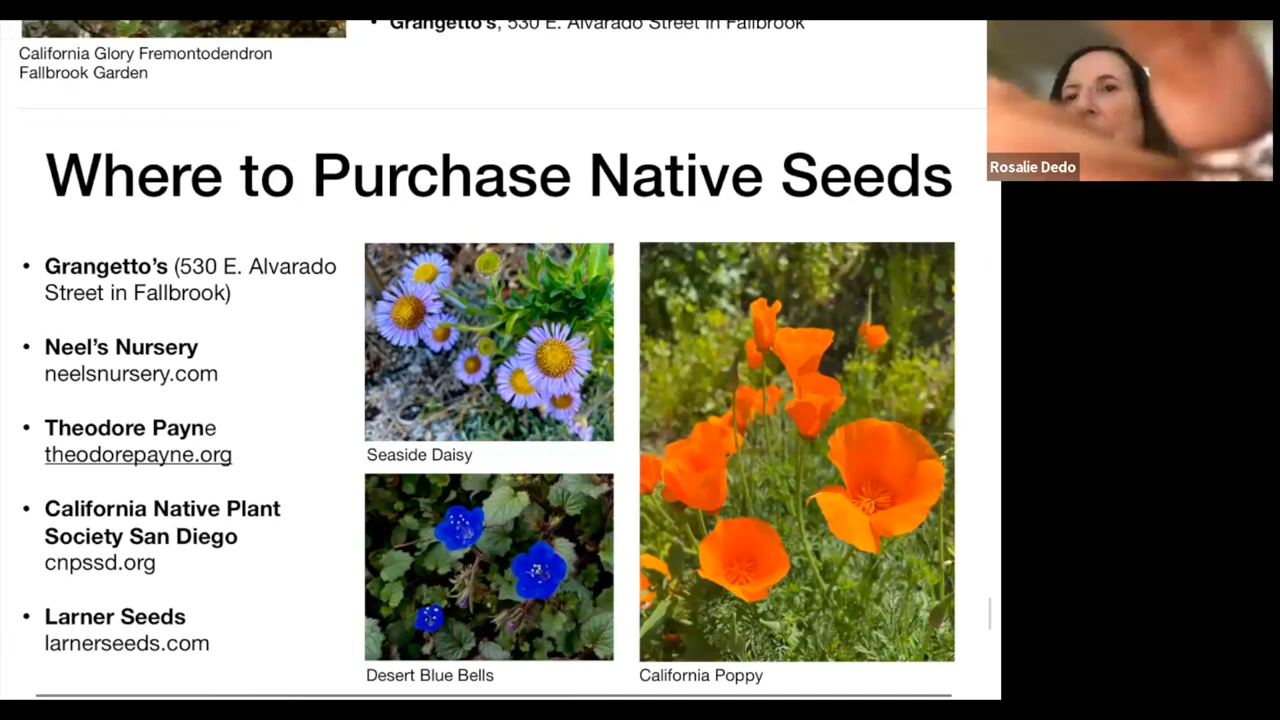 • Grangetto's, 530 E. Alvarado Street in Fallbrook
California Glory Fremontodendron
Fallbrook Garden
Rosalie Dedo
Where to Purchase Native Seeds
• Grangetto's (530 E. Alvarado
Street in Fallbrook)
• Neel's Nursery
neelsnursery.com
• Theodore Payne
theodorepayne.org
• California Native Plant
Society San Diego
cnpssd.org
• Larner Seeds
larnerseeds.com
Seaside Daisy
Desert Blue Bells
California Poppy